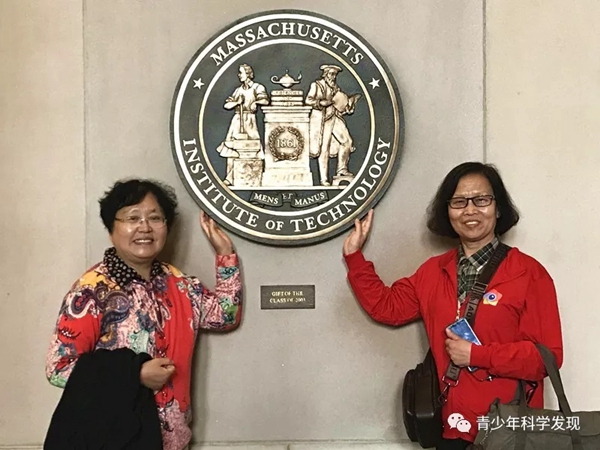 MASSACHUSETTS
INSTITUTE OF TECHNOLOGY
1861
MENS ET MANUS
GIFT OF THE
CLASS OF 2001
青少年科学发现